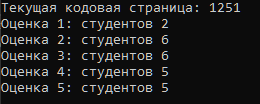 Текущая кодовая страница: 1251
Оценка 1: студентов 2
Оценка 2: студентов 6
Оценка 3: студентов 6
Оценка 4: студентов 5
Оценка 5: студентов 5